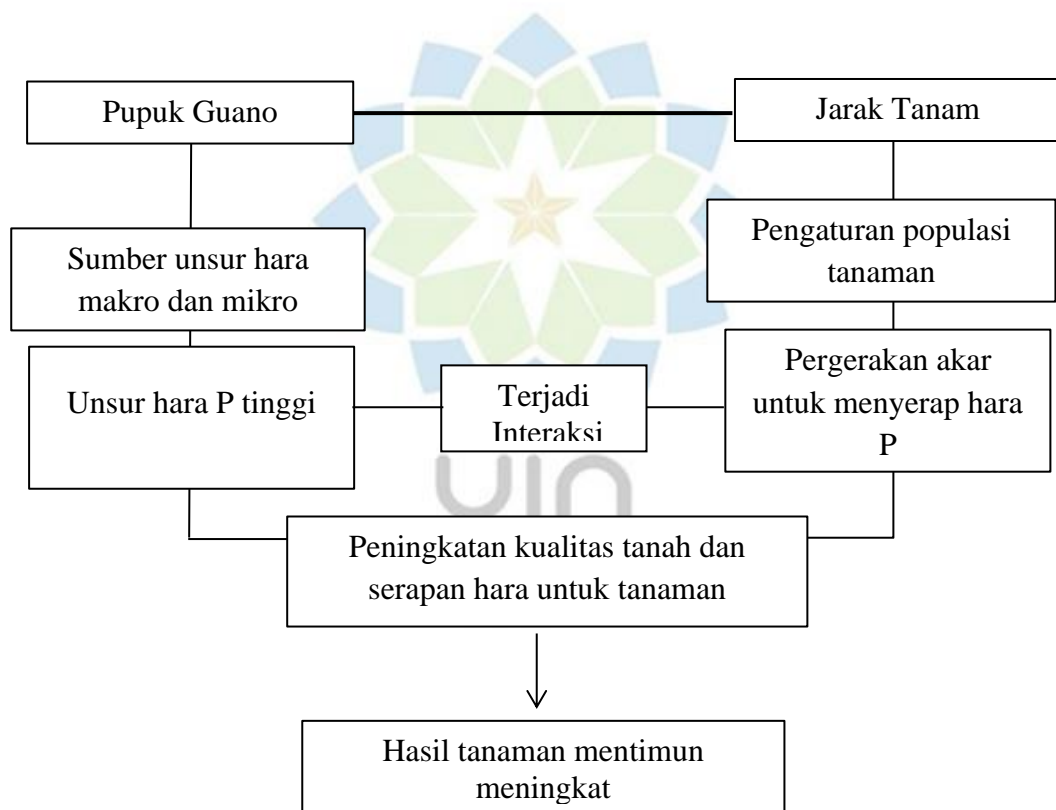 Pupuk Guano
Jarak Tanam
Sumber unsur hara
makro dan mikro
Pengaturan populasi
tanaman
Unsur hara P tinggi
Terjadi
Interaksi
Pergerakan akar
untuk menyerap hara
P
uin
Peningkatan kualitas tanah dan
serapan hara untuk tanaman
Hasil tanaman mentimun
meningkat